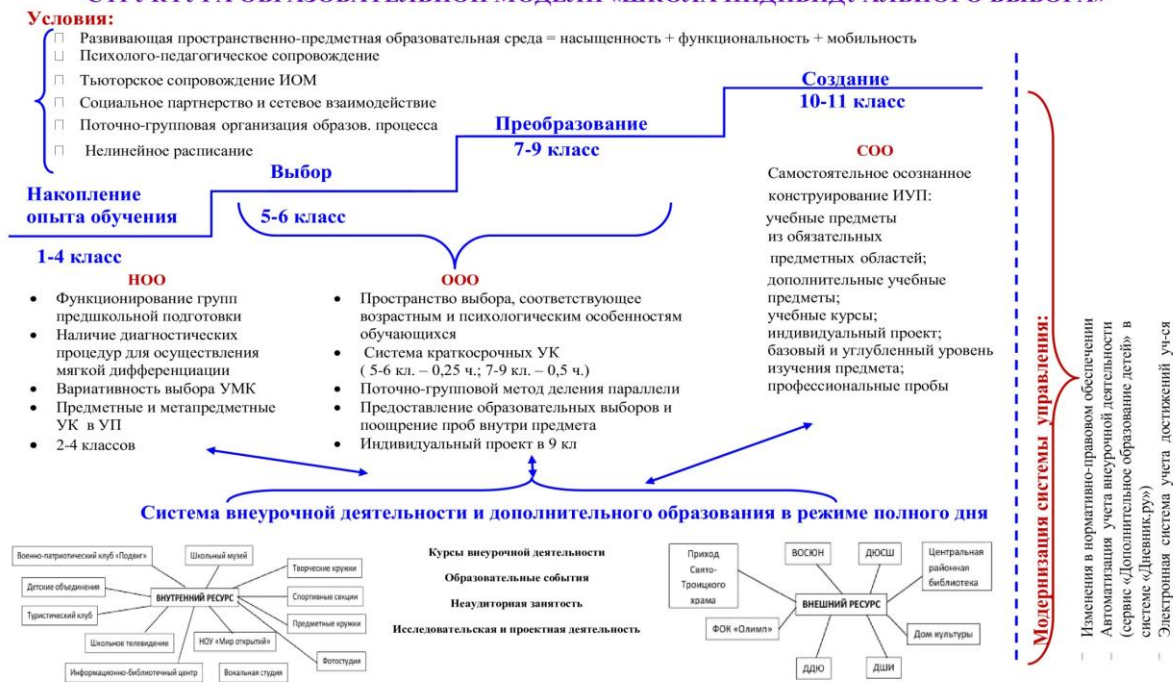 СТРУКТУРА ОБРАЗОВАТЕЛЬНОЙ МОДЕЛИ «ШКОЛА ИНДИВИДУАЛЬНОГО ВЫБОРА»
Условия:
Развивающая пространственно-предметная образовательная среда = насыщенность + функциональность + мобильность
Психолого-педагогическое сопровождение
Тьюторское сопровождение ИОМ
Социальное партнерство и сетевое взаимодействие
Поточно-групповая организация образов. процесса
Нелинейное расписание
Накопление
опыта обучения
1-4 класс
Выбор
5-6 класс
Преобразование
7-9 класс
Создание
10-11 класс
НОО
• Функционирование групп
предшкольной подготовки
• Наличие диагностических
процедур для осуществления
мягкой дифференциации
• Вариативность выбора УМК
• Предметные и метапредметные
УК в УП
• 2-4 классов
ООО
• Пространство выбора, соответствующее
возрастным и психологическим особенностям
обучающихся
• Система краткосрочных УК
( 5-6 кл. – 0,25 ч.; 7-9 кл. – 0,5 ч.)
• Поточно-групповой метод деления параллели
• Предоставление образовательных выборов и
поощрение проб внутри предмета
• Индивидуальный проект в 9 кл
СОО
Самостоятельное осознанное
конструирование ИУП:
учебные предметы
из обязательных
предметных областей;
дополнительные учебные
предметы;
учебные курсы;
индивидуальный проект;
базовый и углубленный уровень
изучения предмета;
профессиональные пробы
Система внеурочной деятельности и дополнительного образования в режиме полного дня
Военно-патриотический клуб «Подвиг»
Школьный музей
Творческие кружки
Детские объединения
ВНУТРЕННИЙ РЕСУРС
Спортивные секции
Туристический клуб
Предметные кружки
Школьное телевидение
НОУ «Мир открытий»
Фотостудия
Информационно-библиотечный центр
Вокальная студия
Курсы внеурочной деятельности
Образовательные события
Неаудиторная занятость
Исследовательская и проектная деятельность
Приход
Свято-
Троицкого
храма
ВОСЮН
ДЮСШ
Центральная
районная
библиотека
ВНЕШНИЙ РЕСУРС
ФОК «Олимп»
Дом культуры
ДДЮ
ДШИ
Модернизация системы управления:
– Изменения в нормативно-правовом обеспечении
– Автоматизация учета внеурочной деятельности
(сервис «Дополнительное образование детей» в
системе «Дневник.ру»)
– Электронная система учета достижений уч-ся